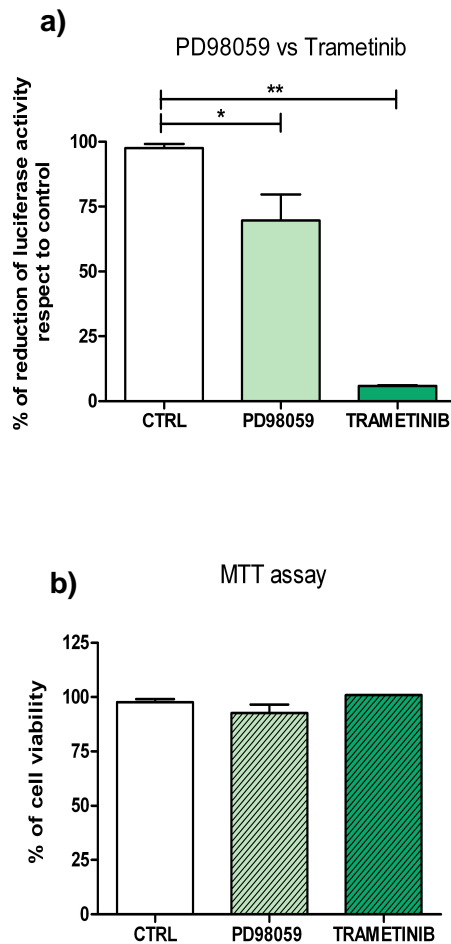 a)
PD98059 vs Trametinib
**
*
% of reduction of luciferase activity
respect to control
100
75
50
25
0
CTRL PD98059 TRAMETINIB
b)
MTT assay
% of cell viability
125
100
75
50
25
0
CTRL PD98059 TRAMETINIB